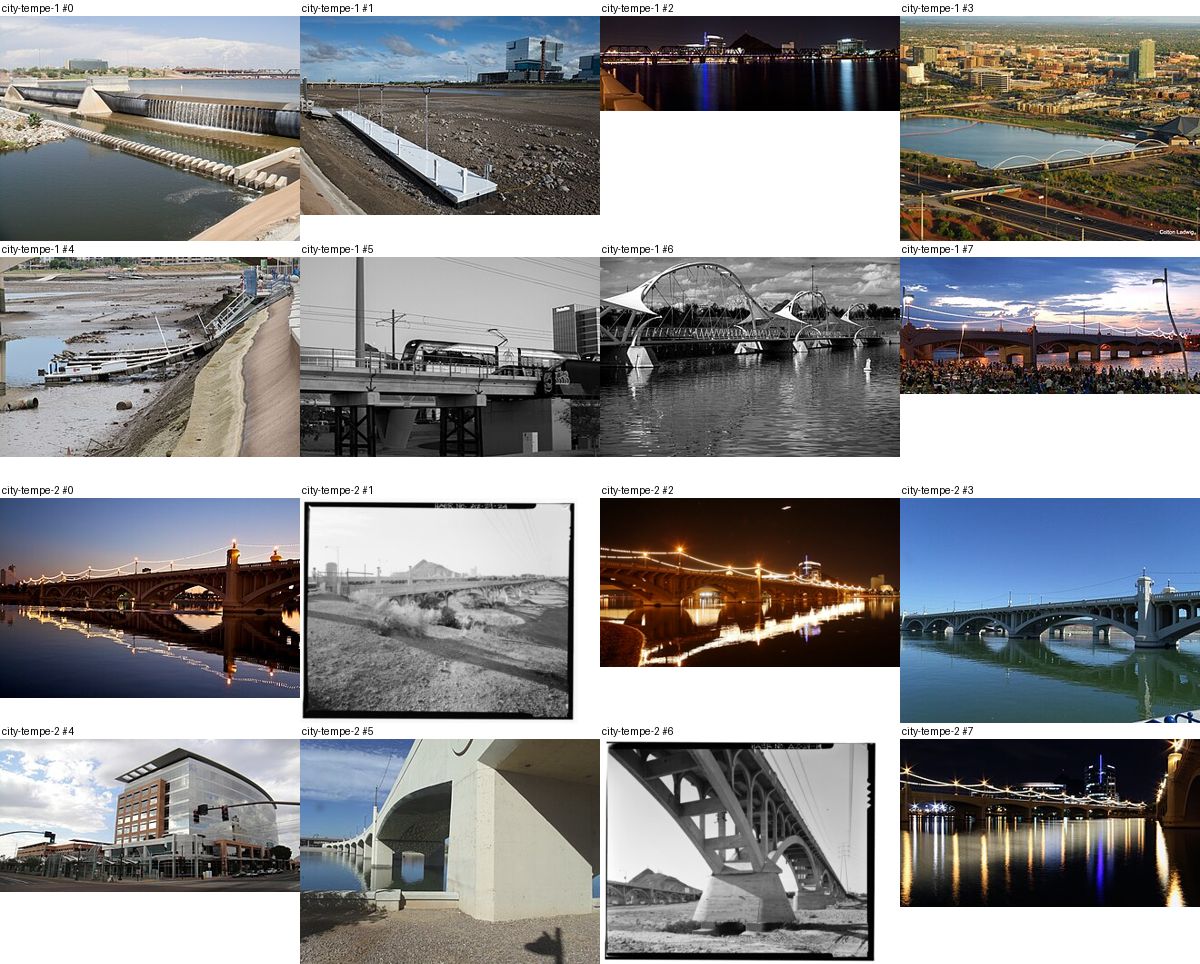 city-tempe-1 #0
city-tempe-1 #1
city-tempe-1 #2
city-tempe-1 #3
Colton Ladwig,
city-tempe-1 #4
city-tempe-1 #5
city-tempe-1 #6
city-tempe-1 #7
city-tempe-2 #0
city-tempe-2 #1
city-tempe-2 #2
city-tempe-2 #3
city-tempe-2 #4
city-tempe-2 #5
city-tempe-2 #6
city-tempe-2 #7